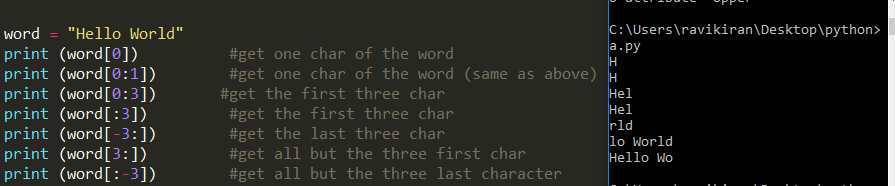 word = "Hello World"
print (word[0])          #get one char of the word
print (word[0:1])        #get one char of the word (same as above)
print (word[0:3])       #get the first three char
print (word[:3])         #get the first three char
print (word[-3:])        #get the last three char
print (word[3:])         #get all but the three first char
print (word[:-3])        #get all but the three last character
C:\Users\ravikiran\Desktop\python>
a.py
H
H
Hel
Hel
rld
lo World
Hello Wo